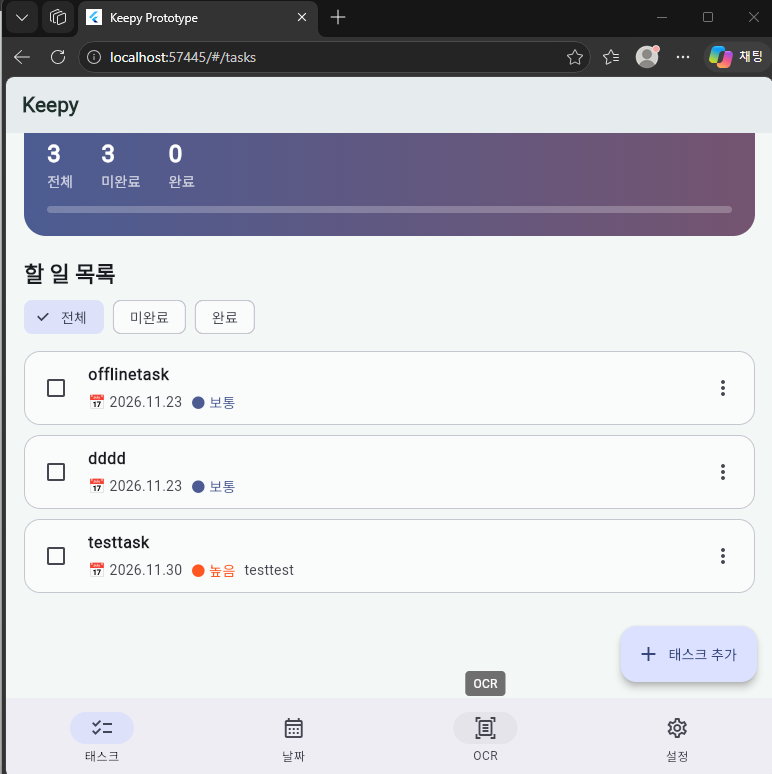 Keepy Prototype
localhost:57445/#/tasks
채팅
Keepy
3 3 0
전체 미완료 완료
할 일 목록
전체 미완료 완료
offlinetask
2026.11.23 보통
dddd
2026.11.23 보통
testtask
2026.11.30 높음 testtest
태스크 추가
OCR
태스크 날짜 OCR 설정